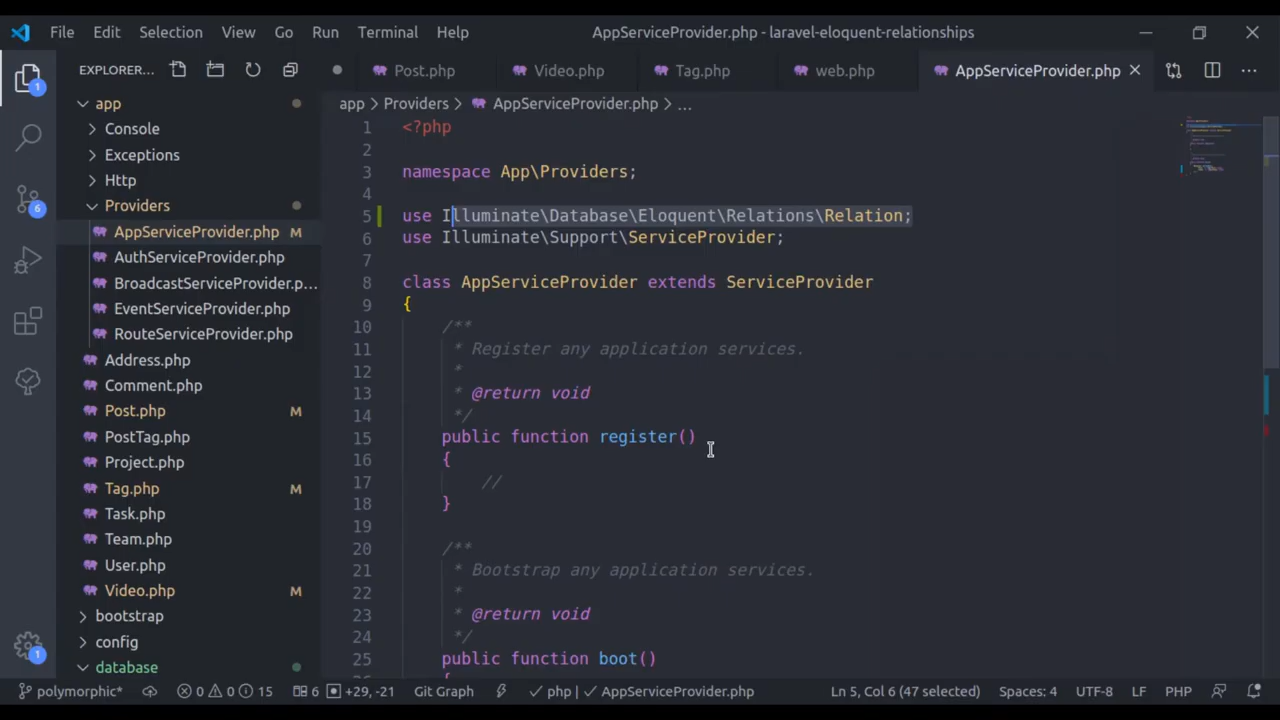 File Edit Selection View Go Run Terminal Help AppServiceProvider.php - laravel-eloquent-relationships
EXPLORER... Post.php Video.php Tag.php web.php AppServiceProvider.php
app > Providers > AppServiceProvider.php > ...
app
Console
Exceptions
Http
Providers
AppServiceProvider.php M
AuthServiceProvider.php
BroadcastServiceProvider.p...
EventServiceProvider.php
RouteServiceProvider.php
Address.php
Comment.php
Post.php M
PostTag.php
Project.php
Tag.php M
Task.php
Team.php
User.php
Video.php M
bootstrap
config
database
1
6
1
1 <?php
2
3 namespace App\Providers;
4
5 use Illuminate\Database\Eloquent\Relations\Relation;
6 use Illuminate\Support\ServiceProvider;
7
8 class AppServiceProvider extends ServiceProvider
9 {
10 /**
11 * Register any application services.
12 *
13 * @return void
14 */
15 public function register()
16 {
17 //
18 }
19
20 /**
21 * Bootstrap any application services.
22 *
23 * @return void
24 */
25 public function boot()
polymorphic* 0 0 15 6 +29, -21 Git Graph php | AppServiceProvider.php Ln 5, Col 6 (47 selected) Spaces: 4 UTF-8 LF PHP